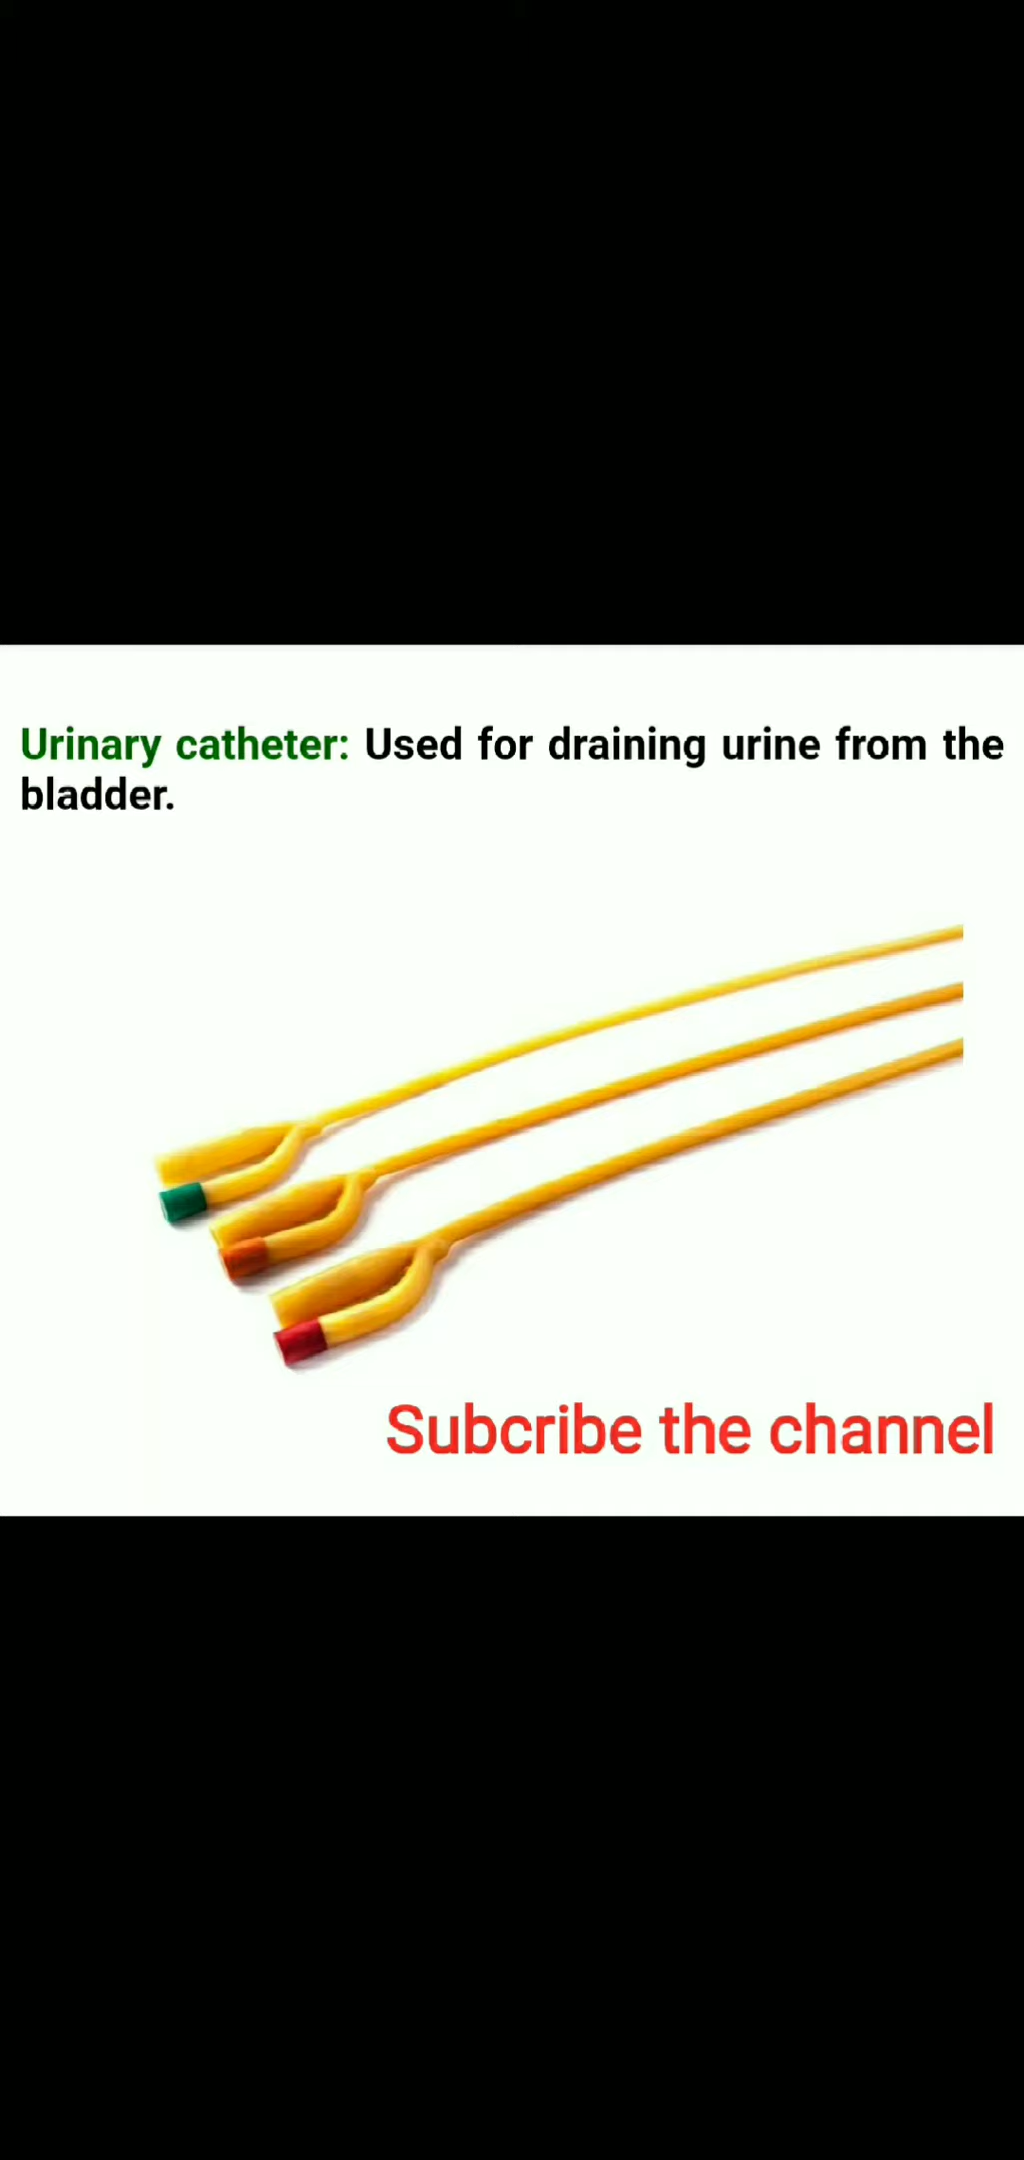 Urinary catheter: Used for draining urine from the
bladder.
Subcribe the channel